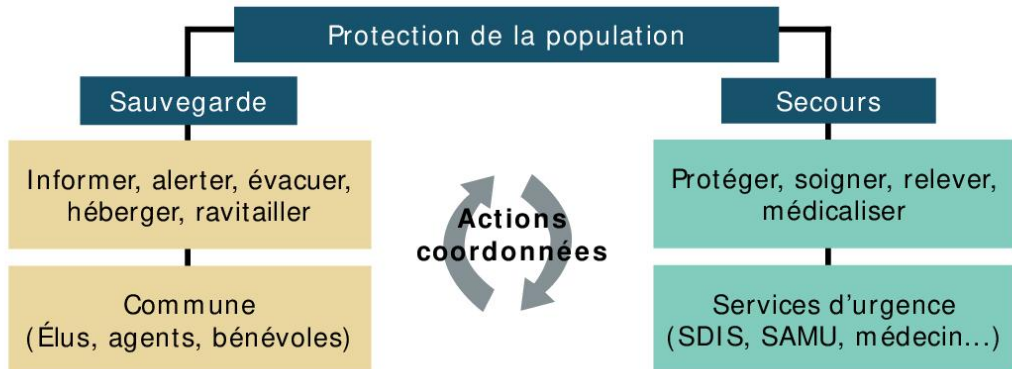 Protection de la population
Sauvegarde
Secours
Informer, alerter, évacuer,
héberger, ravitailler
Protéger, soigner, relever,
médicaliser
Actions
coordonnées
Commune
(Élus, agents, bénévoles)
Services d'urgence
(SDIS, SAMU, médecin...)